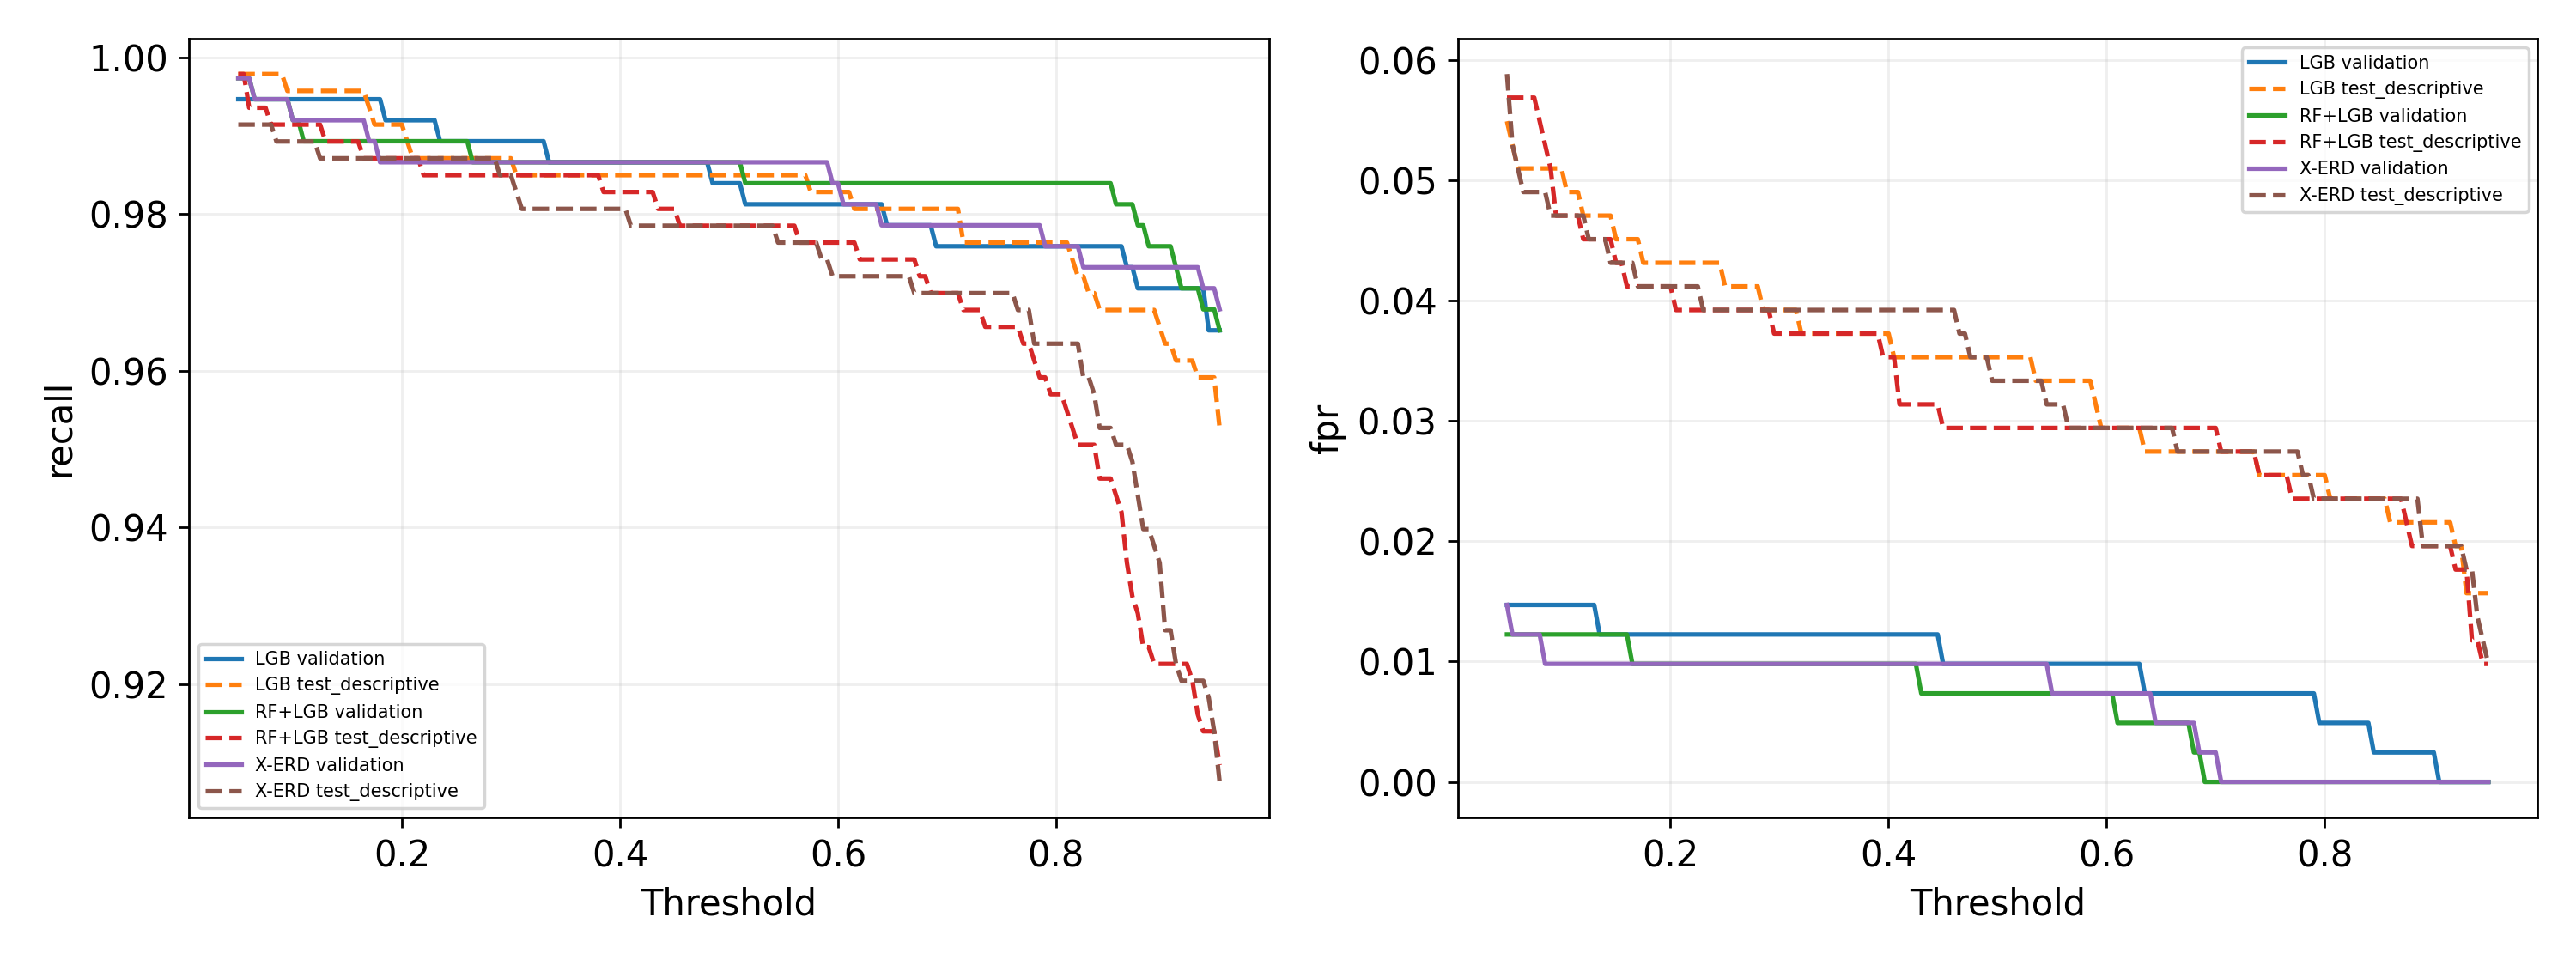 1.00
0.98
0.96
0.94
0.92
recall
LGB validation
LGB test_descriptive
RF+LGB validation
RF+LGB test_descriptive
X-ERD validation
X-ERD test_descriptive
0.2 0.4 0.6 0.8
Threshold
0.06
0.05
0.04
0.03
0.02
0.01
0.00
fpr
LGB validation
LGB test_descriptive
RF+LGB validation
RF+LGB test_descriptive
X-ERD validation
X-ERD test_descriptive
0.2 0.4 0.6 0.8
Threshold